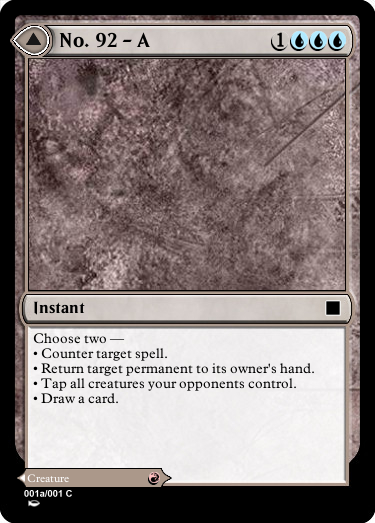 No. 92 – A
1
Instant
Choose two —
• Counter target spell.
• Return target permanent to its owner's hand.
• Tap all creatures your opponents control.
• Draw a card.
Creature
001a/001 C